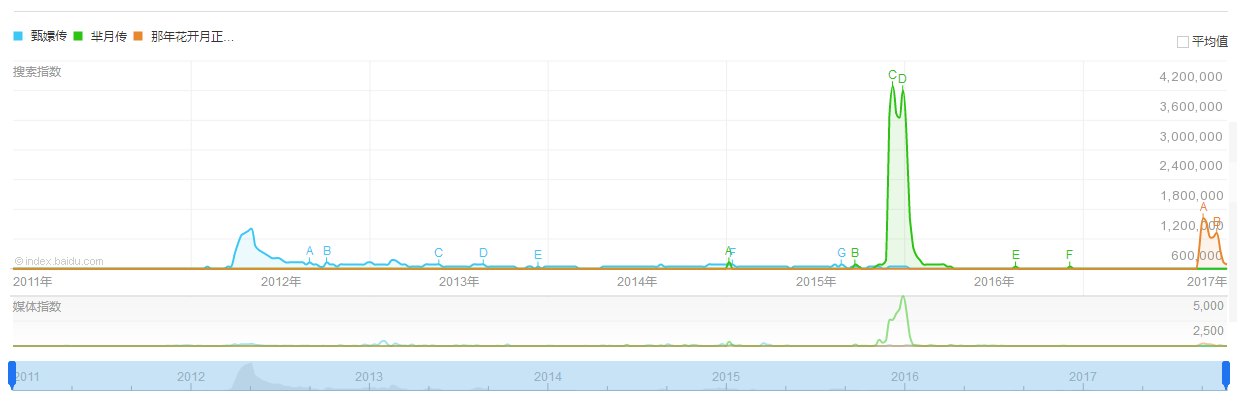 甄嬛传 芈月传 那年花开月正...
平均值
搜索指数
4,200,000
3,600,000
3,000,000
2,400,000
1,800,000
1,200,000
600,000
C D
A B
A B C D E A F G B E F
©index.baidu.com
2011年 2012年 2013年 2014年 2015年 2016年 2017年
媒体指数
5,000
2,500
2011 2012 2013 2014 2015 2016 2017